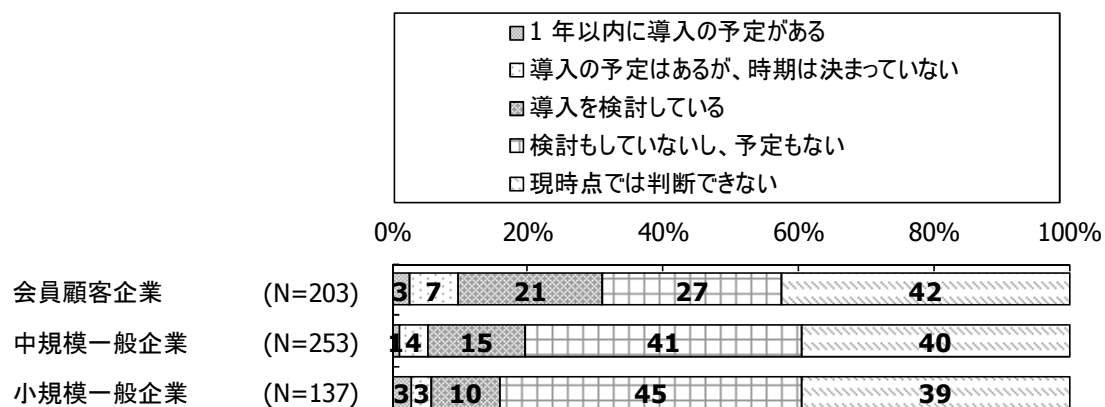 1 年以内に導入の予定がある
導入の予定はあるが、時期は決まっていない
導入を検討している
検討もしていないし、予定もない
現時点では判断できない
0% 20% 40% 60% 80% 100%
会員顧客企業 (N=203) 3 7 21 27 42
中規模一般企業 (N=253) 1 4 15 41 40
小規模一般企業 (N=137) 3 3 10 45 39